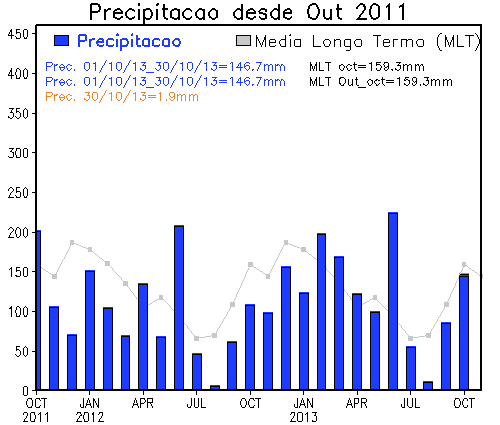 Precipitacao desde Out 2011
Precipitacao Media Longo Termo (MLT)
Prec. 01/10/13_30/10/13=146.7mm MLT oct=159.3mm
Prec. 01/10/13_30/10/13=146.7mm MLT Out_oct=159.3mm
Prec. 30/10/13=1.9mm
450
400
350
300
250
200
150
100
50
0
OCT JAN APR JUL OCT JAN APR JUL OCT
2011 2012 2013